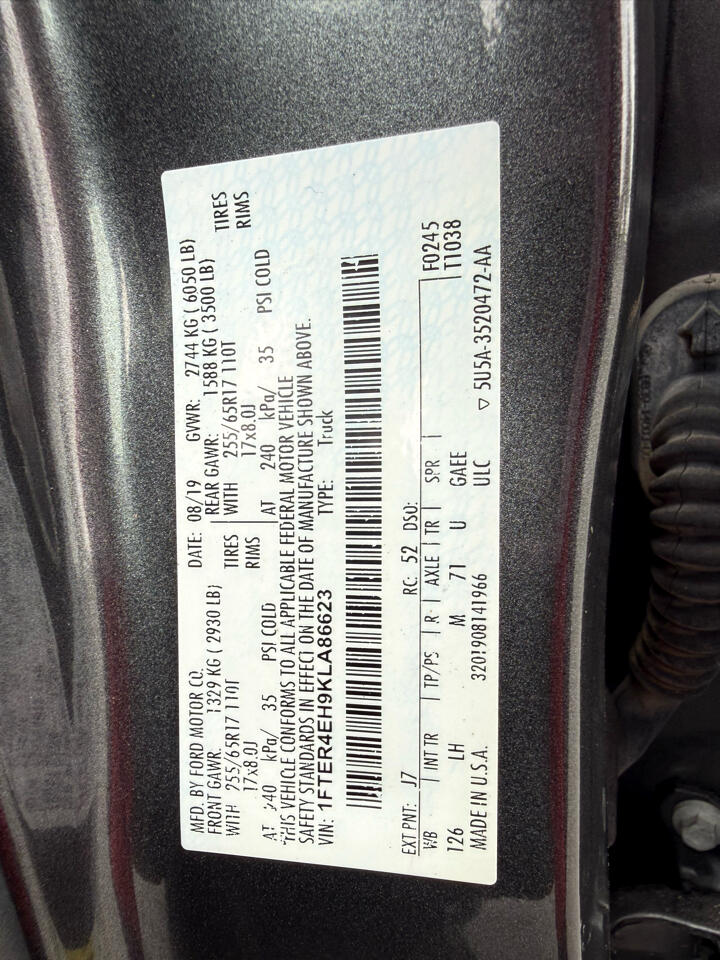 MFD. BY FORD MOTOR CO. DATE: 08/19 GVWR: 2744 KG ( 6050 LB)
FRONT GAWR: 1329 KG ( 2930 LB) REAR GAWR: 1588 KG ( 3500 LB)
WITH 255/65R17 110T TIRES WITH 255/65R17 110T TIRES
17x8.0J RIMS 17x8.0J RIMS
AT 240 kPa/ 35 PSI COLD AT 240 kPa/ 35 PSI COLD
THIS VEHICLE CONFORMS TO ALL APPLICABLE FEDERAL MOTOR VEHICLE
SAFETY STANDARDS IN EFFECT ON THE DATE OF MANUFACTURE SHOWN ABOVE.
VIN: 1FTER4EH9KLA86623 TYPE: Truck
EXT PNT: J7 RC: 52 DSO: F0245
WB INT TR TP/PS R AXLE TR SPR T1038
126 LH M 71 U GAEE
MADE IN U.S.A. 3201908141966 ULC ▽ 5U5A-3520472-AA